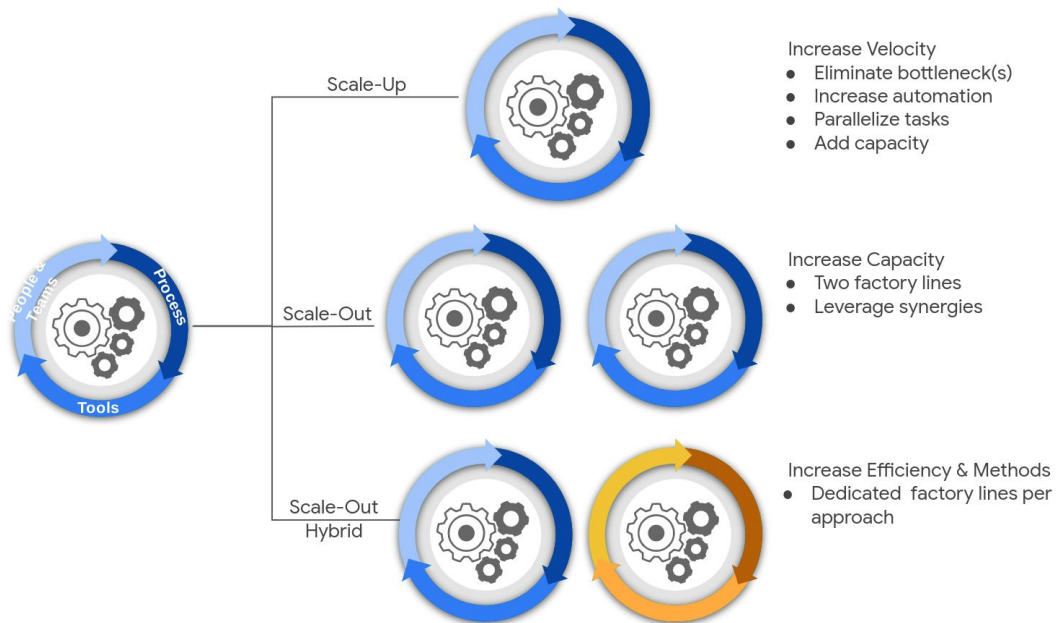 Scale-Up
Increase Velocity
● Eliminate bottleneck(s)
● Increase automation
● Parallelize tasks
● Add capacity
People &
Teams
Process
Tools
Scale-Out
Increase Capacity
● Two factory lines
● Leverage synergies
Scale-Out
Hybrid
Increase Efficiency & Methods
● Dedicated factory lines per
approach